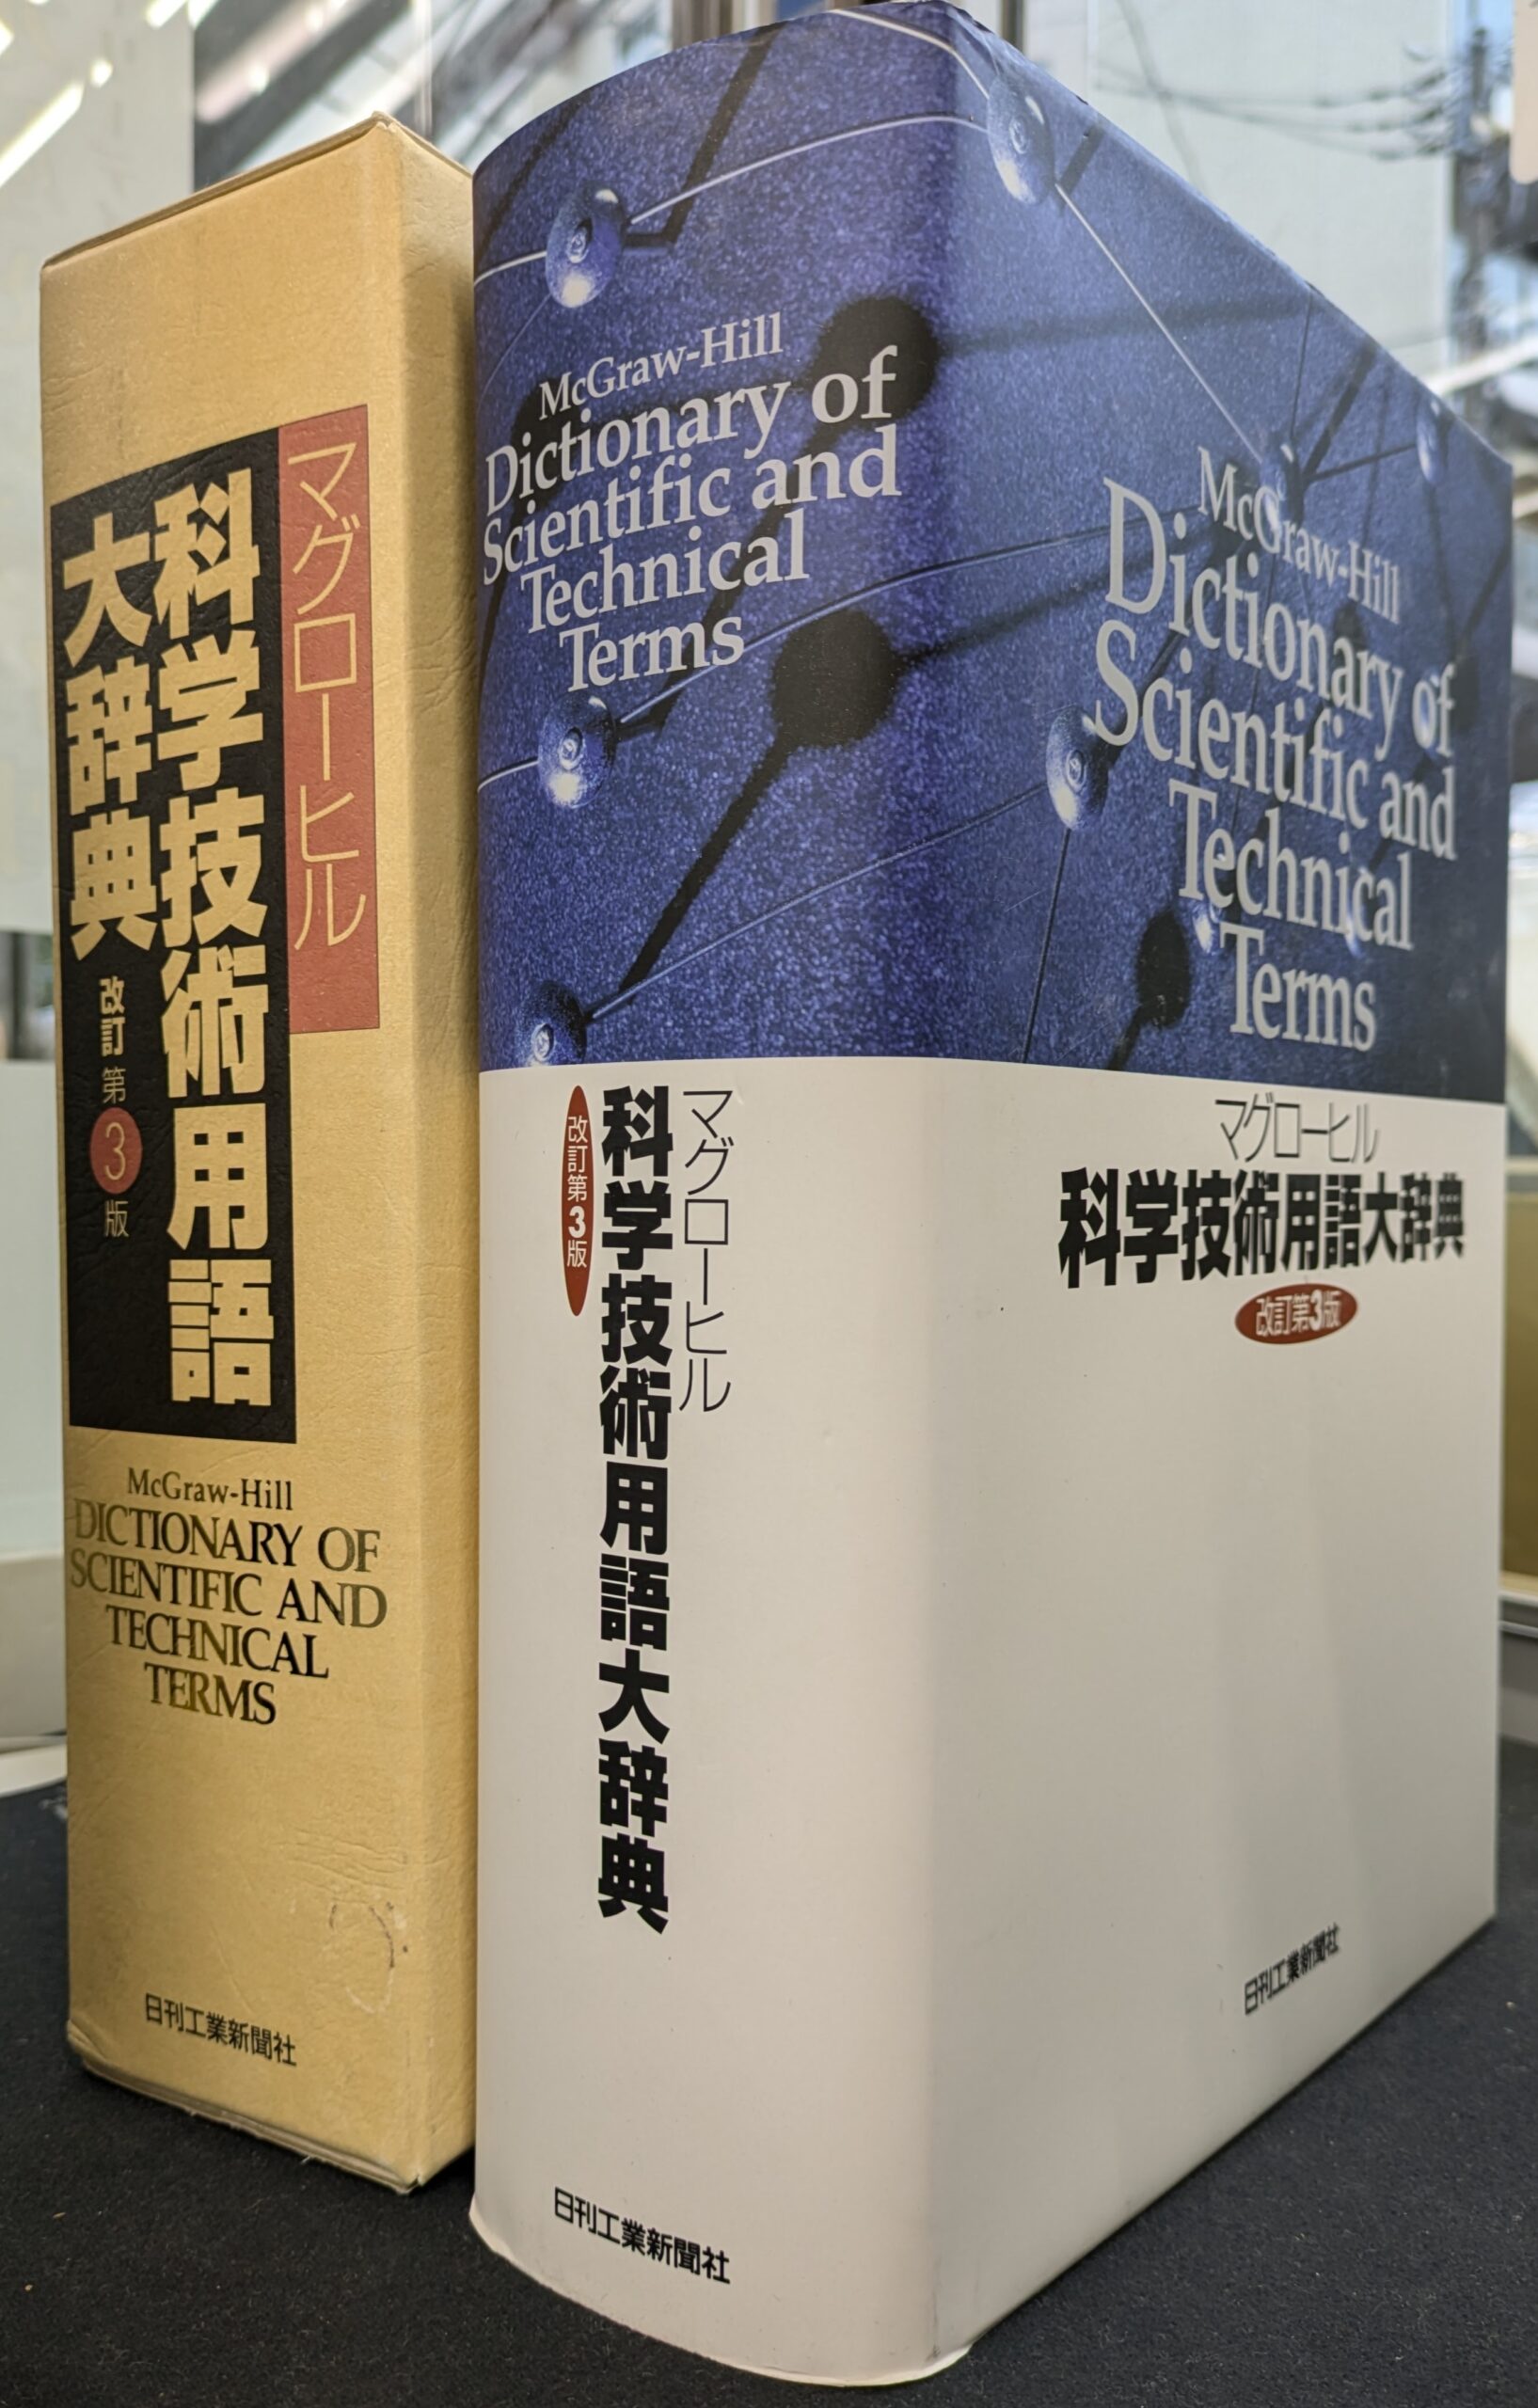 マグローヒル
科学技術用語
大辞典
改訂第3版
McGraw-Hill
DICTIONARY OF
SCIENTIFIC AND
TECHNICAL
TERMS
日刊工業新聞社
McGraw-Hill
Dictionary of
Scientific and
Technical
Terms
マグローヒル
科学技術用語大辞典
改訂第3版
日刊工業新聞社
McGraw-Hill
Dictionary of
Scientific and
Technical
Terms
マグローヒル
科学技術用語大辞典
改訂第3版
日刊工業新聞社